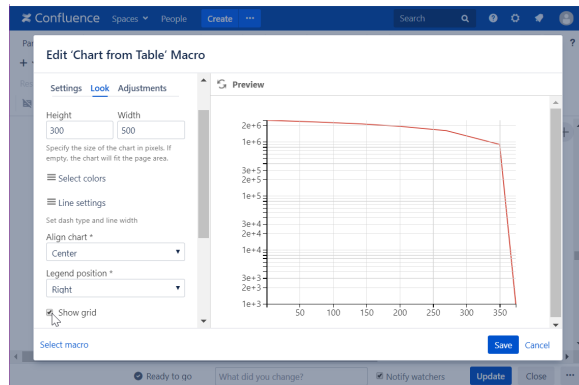 Confluence Spaces People Create ··· Search
Edit 'Chart from Table' Macro
Settings Look Adjustments
Height Width
300 500
Specify the size of the chart in pixels. If
empty, the chart will fit the page area.
Select colors
Line settings
Set dash type and line width
Align chart *
Center
Legend position *
Right
Show grid
Preview
2e+6
1e+6
3e+5
2e+5
1e+5
3e+4
2e+4
1e+4
3e+3
2e+3
1e+3
50 100 150 200 250 300 350
Select macro
Save Cancel
Ready to go What did you change? Notify watchers Update Close ···